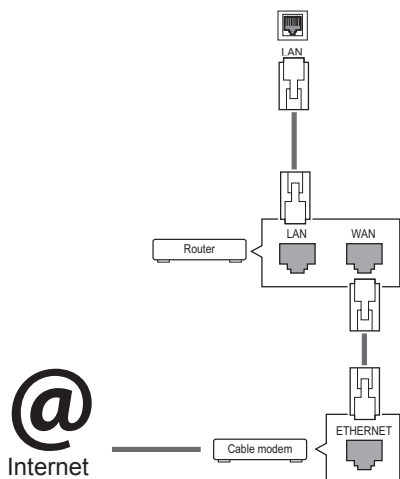 LAN
LAN WAN
Router
ETHERNET
@
Internet
Cable modem